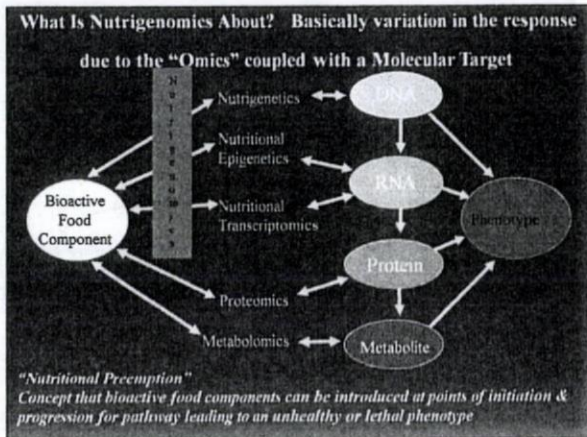 What Is Nutrigenomics About? Basically variation in the response
due to the “Omics” coupled with a Molecular Target
Nutrigenomics
Nutrigenetics
DNA
Nutritional
Epigenetics
RNA
Bioactive
Food
Component
Nutritional
Transcriptomics
Phenotype
Protein
Proteomics
Metabolomics
Metabolite
“Nutritional Preemption”
Concept that bioactive food components can be introduced at points of initiation &
progression for pathway leading to an unhealthy or lethal phenotype